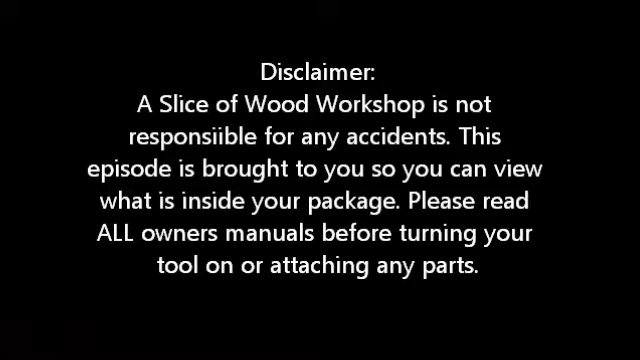 Disclaimer:
A Slice of Wood Workshop is not
responsiible for any accidents. This
episode is brought to you so you can view
what is inside your package. Please read
ALL owners manuals before turning your
tool on or attaching any parts.